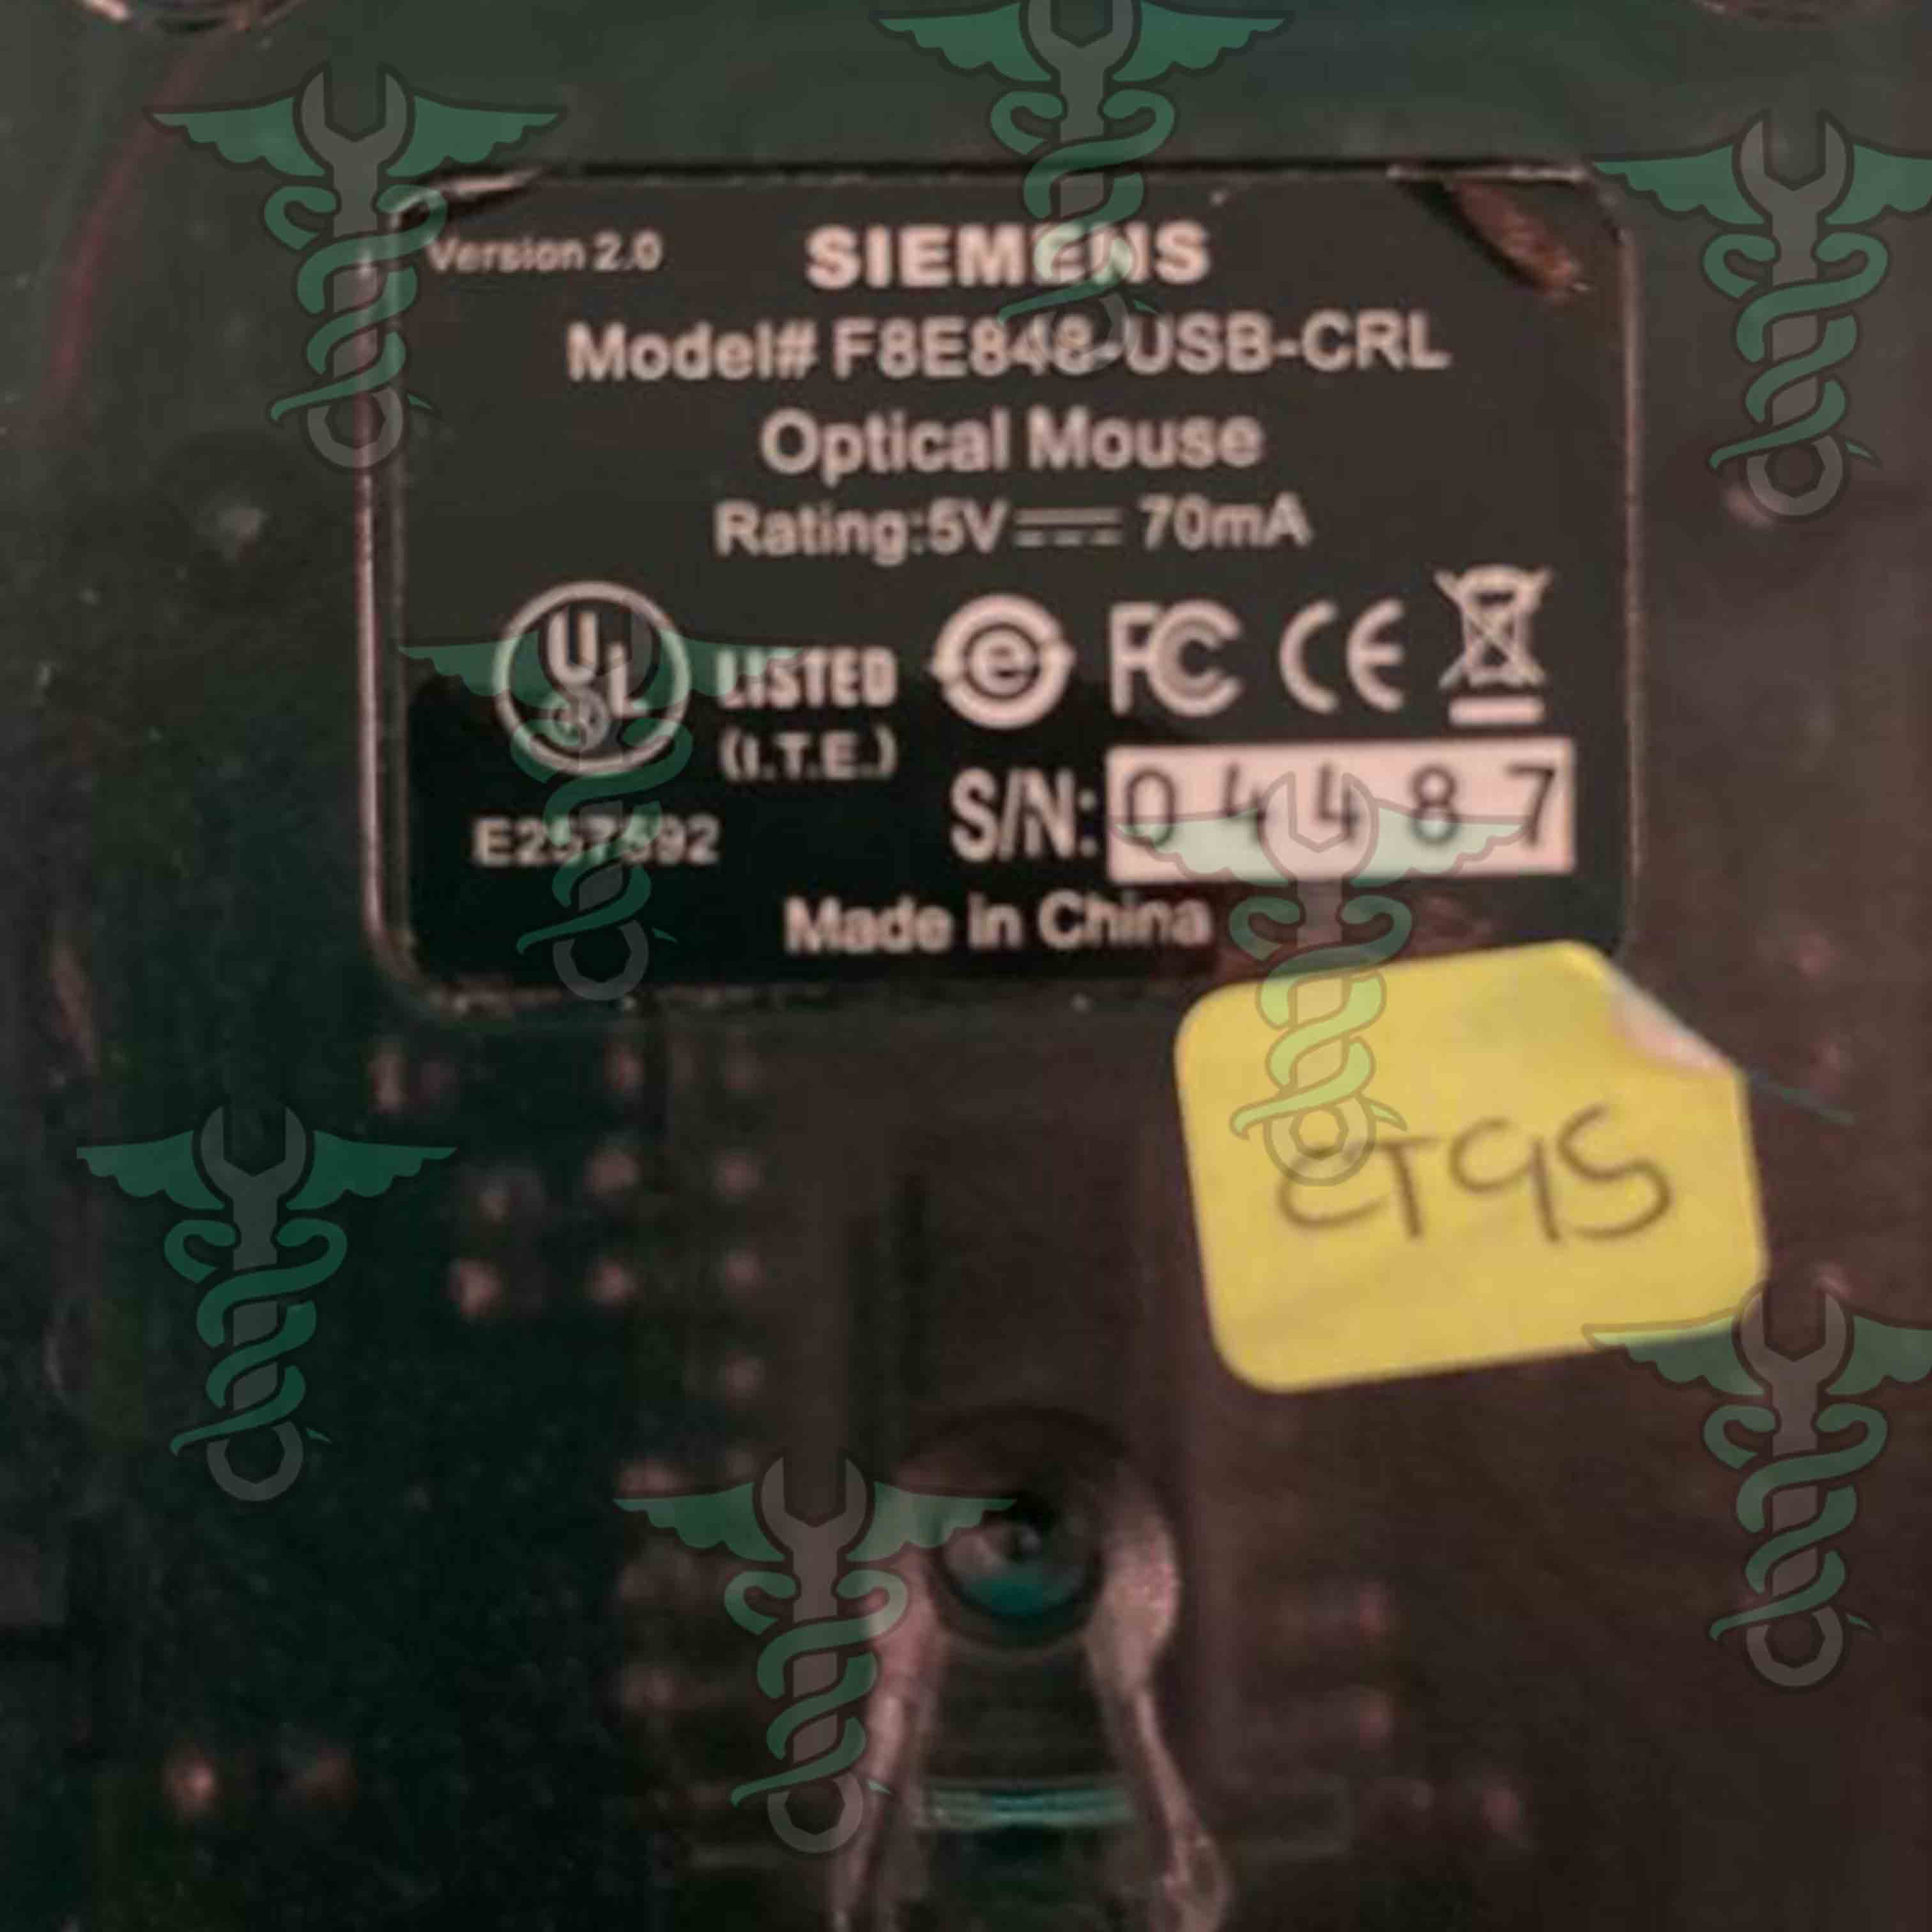 Version 2.0
SIEMENS
Model# F8E848-USB-CRL
Optical Mouse
Rating:5V 70mA
UL LISTED
(I.T.E.)
FC CE
E257592
S/N: 04487
Made in China
CT95